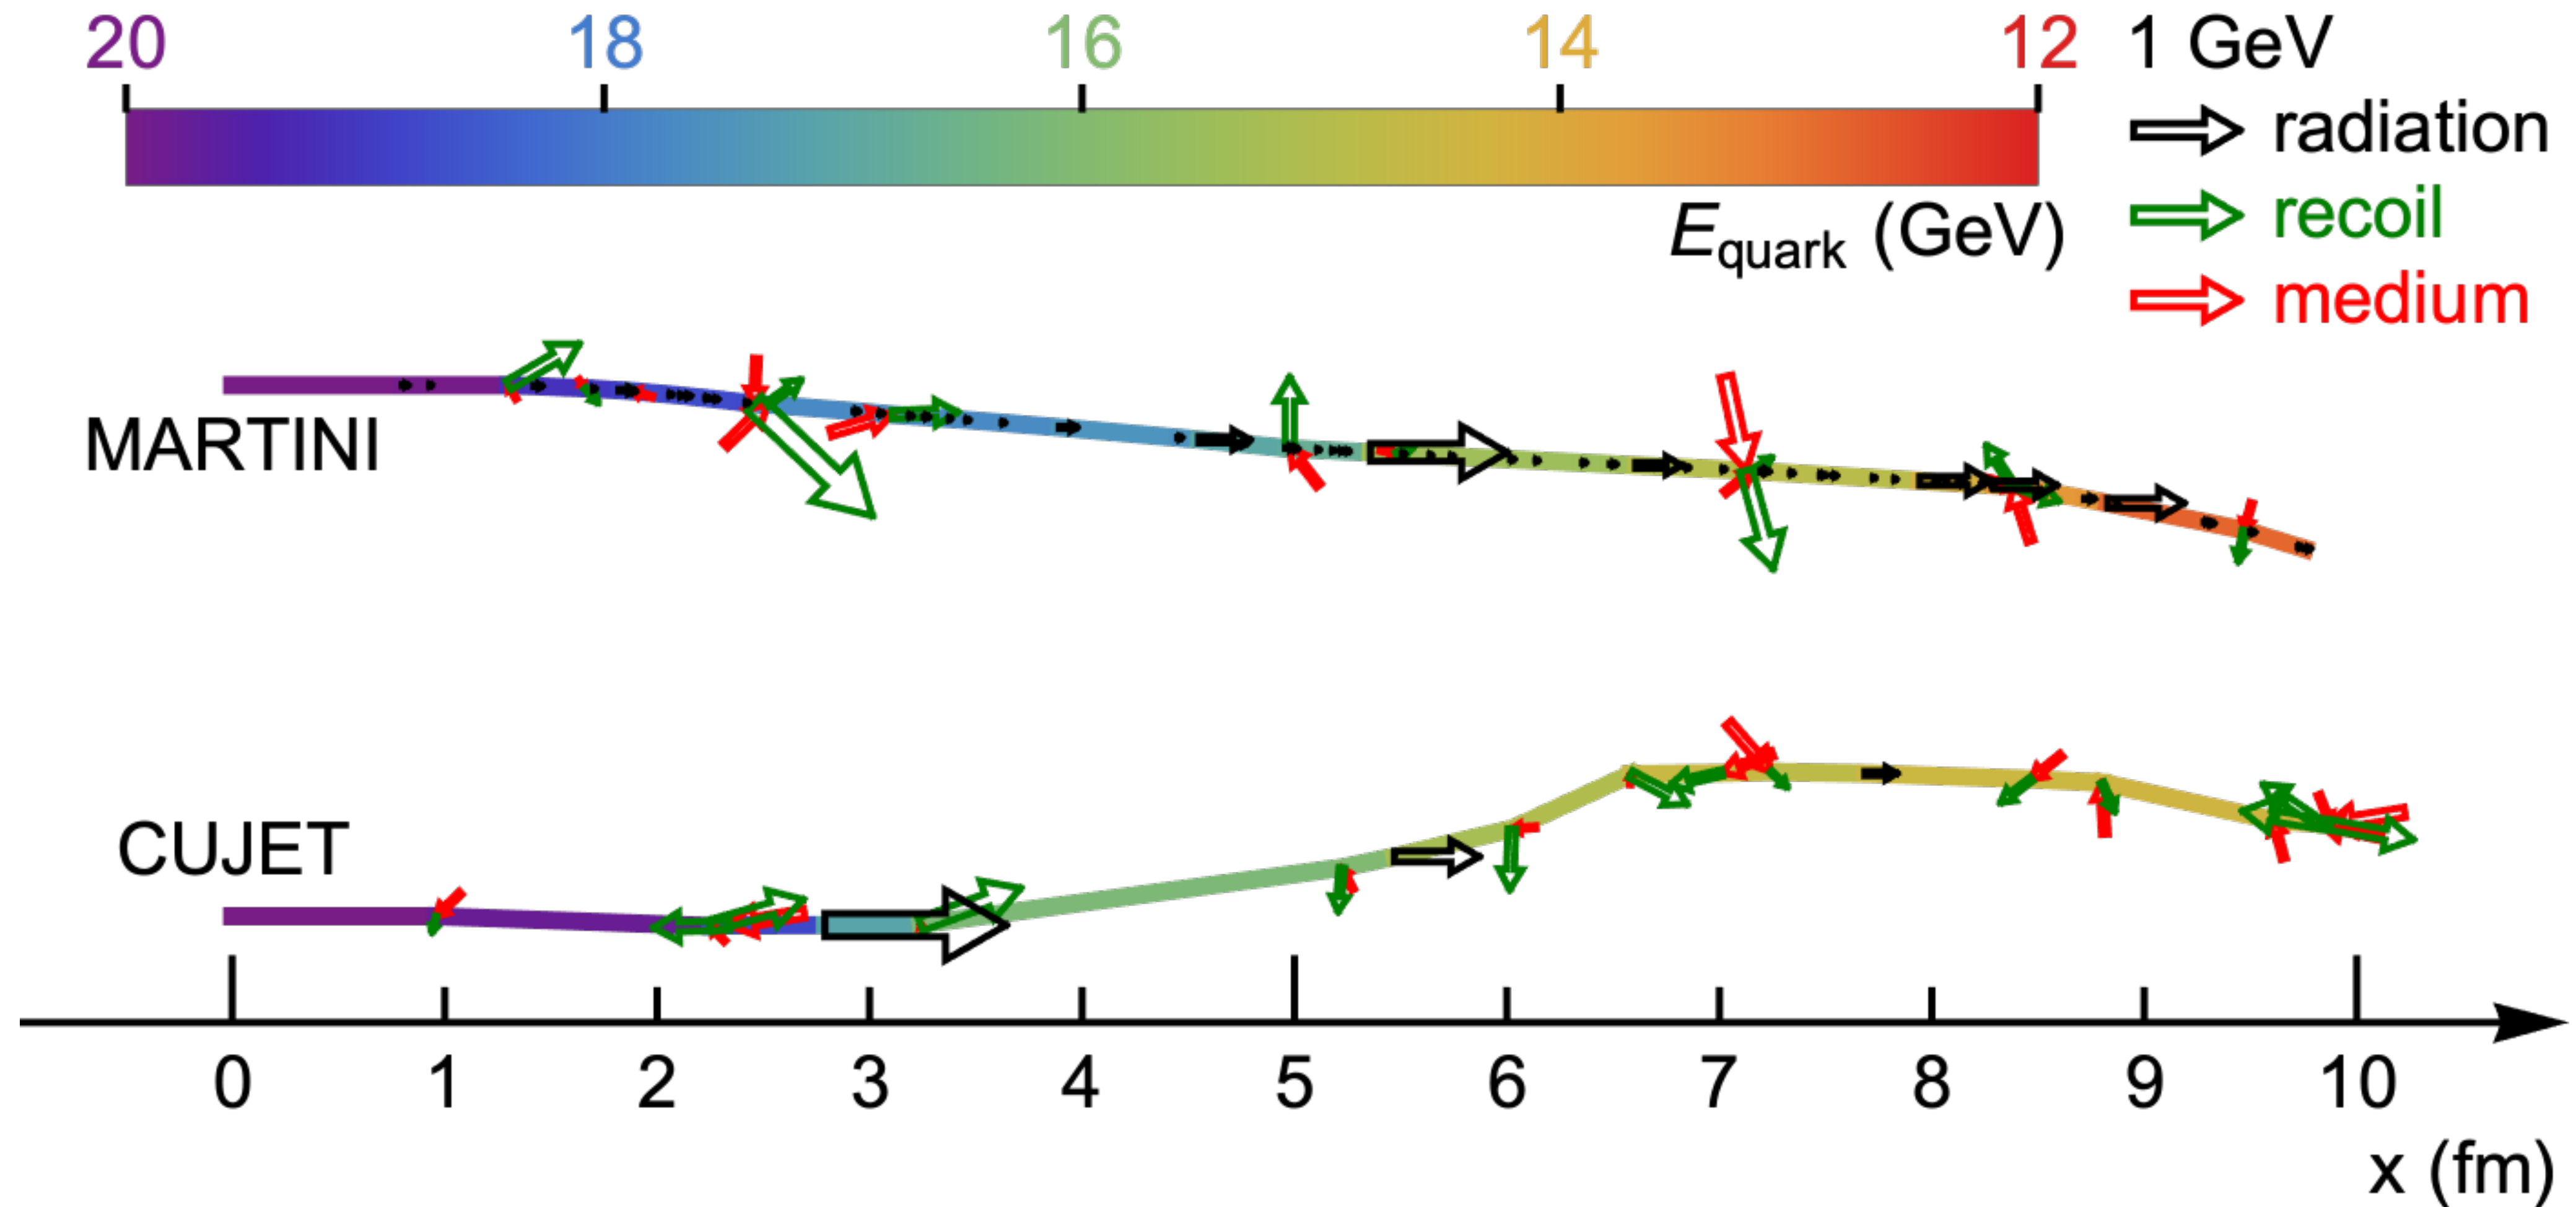 20 18 16 14 12 1 GeV
radiation
recoil
E_quark (GeV)
medium
MARTINI
CUJET
0 1 2 3 4 5 6 7 8 9 10
x (fm)